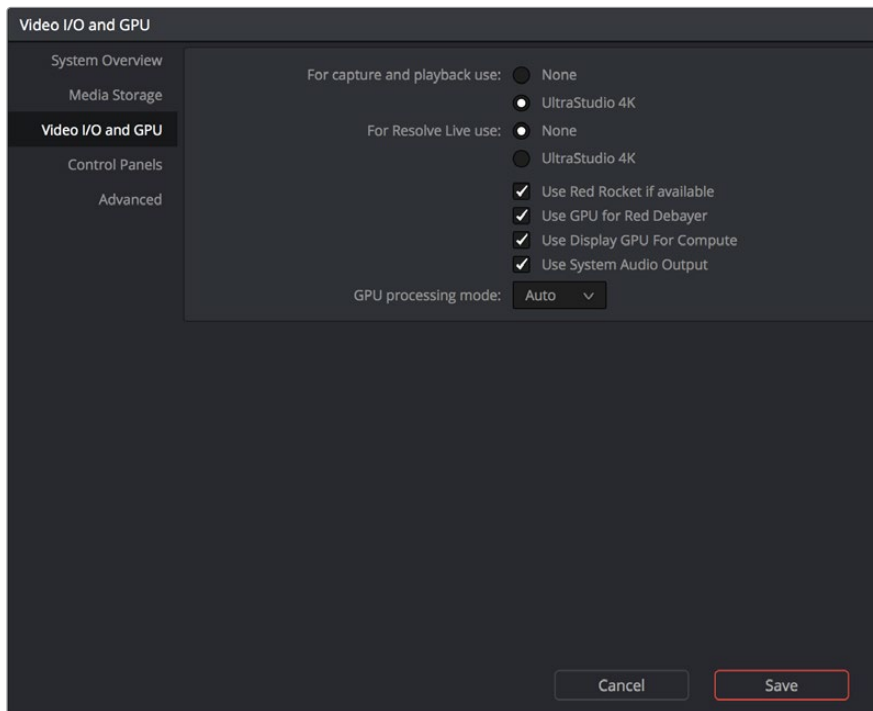 Video I/O and GPU
System Overview
Media Storage
Video I/O and GPU
Control Panels
Advanced
For capture and playback use: None
UltraStudio 4K
For Resolve Live use: None
UltraStudio 4K
Use Red Rocket if available
Use GPU for Red Debayer
Use Display GPU For Compute
Use System Audio Output
GPU processing mode: Auto
Cancel Save